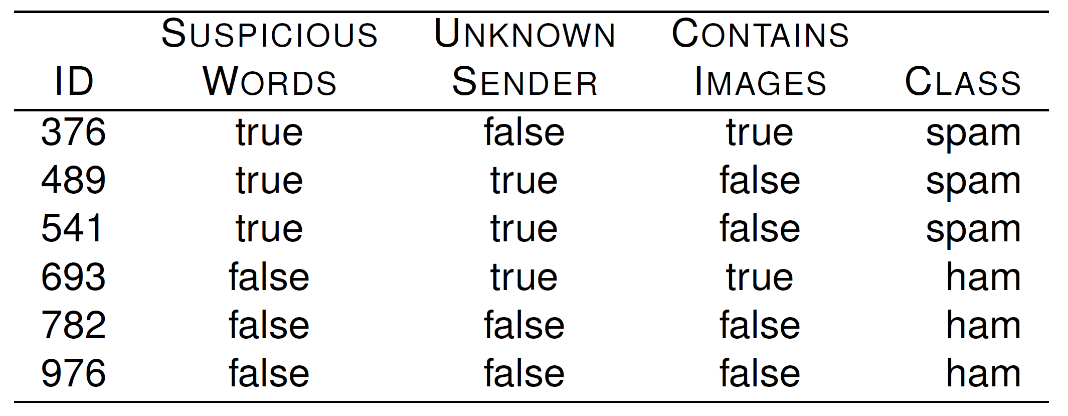 SUSPICIOUS UNKNOWN CONTAINS
ID WORDS SENDER IMAGES CLASS
376 true false true spam
489 true true false spam
541 true true false spam
693 false true true ham
782 false false false ham
976 false false false ham